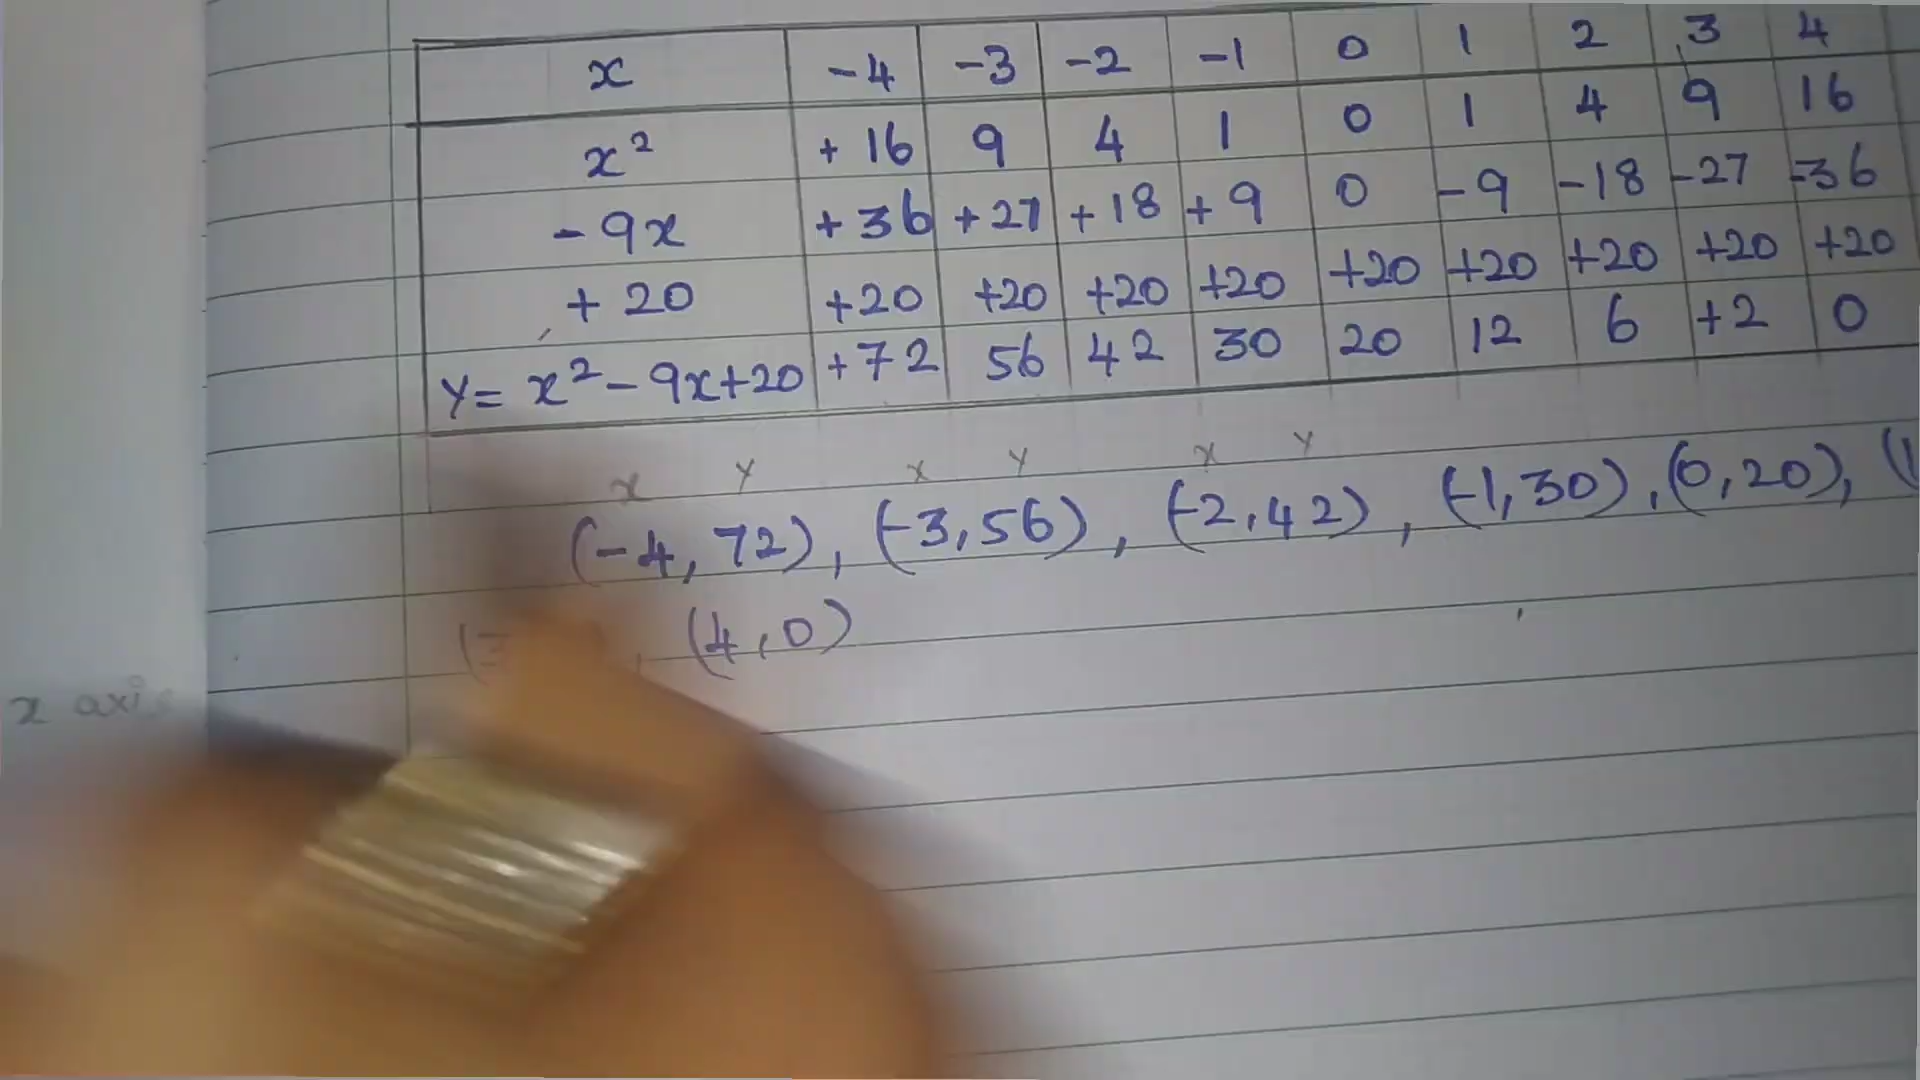 x -4 -3 -2 -1 0 1 2 3 4
x² +16 9 4 1 0 1 4 9 16
-9x +36 +27 +18 +9 0 -9 -18 -27 -36
+20 +20 +20 +20 +20 +20 +20 +20 +20 +20
y= x²-9x+20 +72 56 42 30 20 12 6 +2 0
x y x y x y
(-4, 72), (-3,56), (-2,42), (-1,30), (0,20), (1
(4,0)
x axis